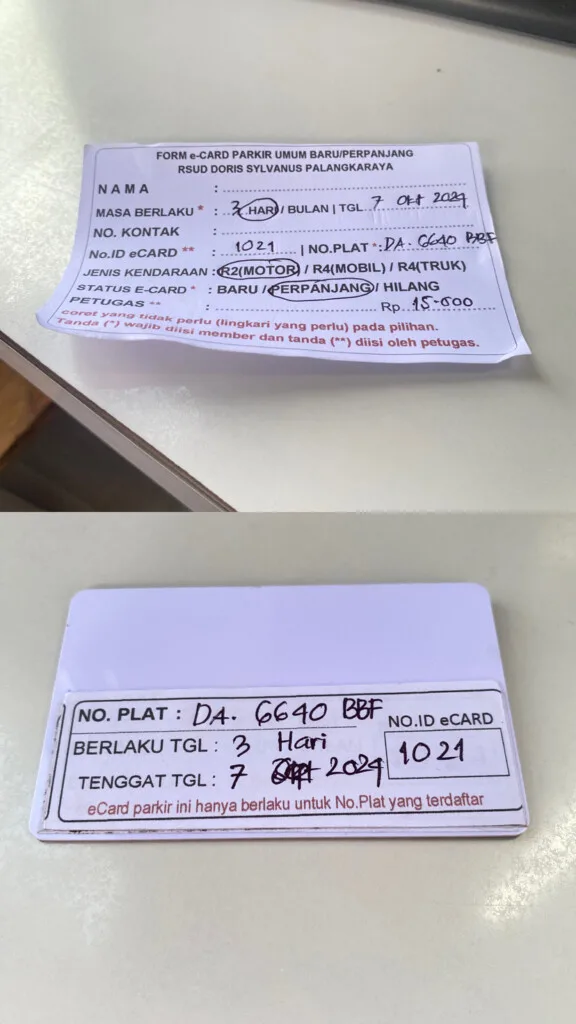 FORM e-CARD PARKIR UMUM BARU/PERPANJANG
RSUD DORIS SYLVANUS PALANGKARAYA
NAMA :
MASA BERLAKU * : 3 HARI / BULAN | TGL. 7 Okt 2024
NO. KONTAK :
No.ID eCARD ** : 1021 | NO.PLAT * : DA. 6640 BBF
JENIS KENDARAAN : R2(MOTOR) / R4(MOBIL) / R4(TRUK)
STATUS E-CARD * : BARU / PERPANJANG / HILANG
PETUGAS ** : Rp. 15.000
coret yang tidak perlu (lingkari yang perlu) pada pilihan.
Tanda (*) wajib diisi member dan tanda (**) diisi oleh petugas.
NO. PLAT : DA. 6640 BBF
NO.ID eCARD
BERLAKU TGL : 3 Hari
1021
TENGGAT TGL : 7 Okt 2024
eCard parkir ini hanya berlaku untuk No.Plat yang terdaftar